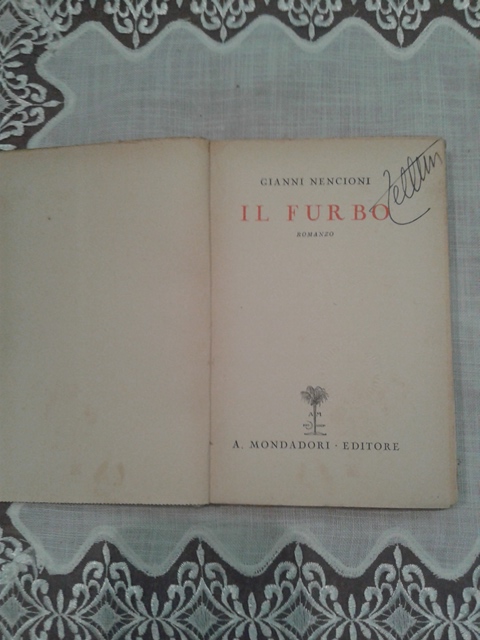 GIANNI NENCIONI
IL FURBO
ROMANZO
A. MONDADORI · EDITORE